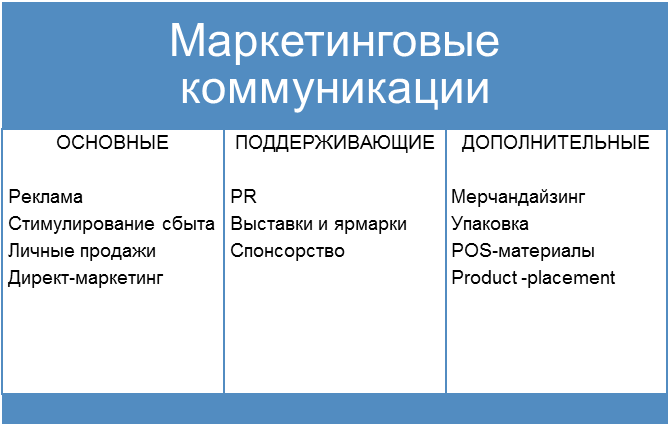 Маркетинговые
коммуникации
ОСНОВНЫЕ
Реклама
Стимулирование сбыта
Личные продажи
Директ-маркетинг
ПОДДЕРЖИВАЮЩИЕ
PR
Выставки и ярмарки
Спонсорство
ДОПОЛНИТЕЛЬНЫЕ
Мерчандайзинг
Упаковка
POS-материалы
Product -placement